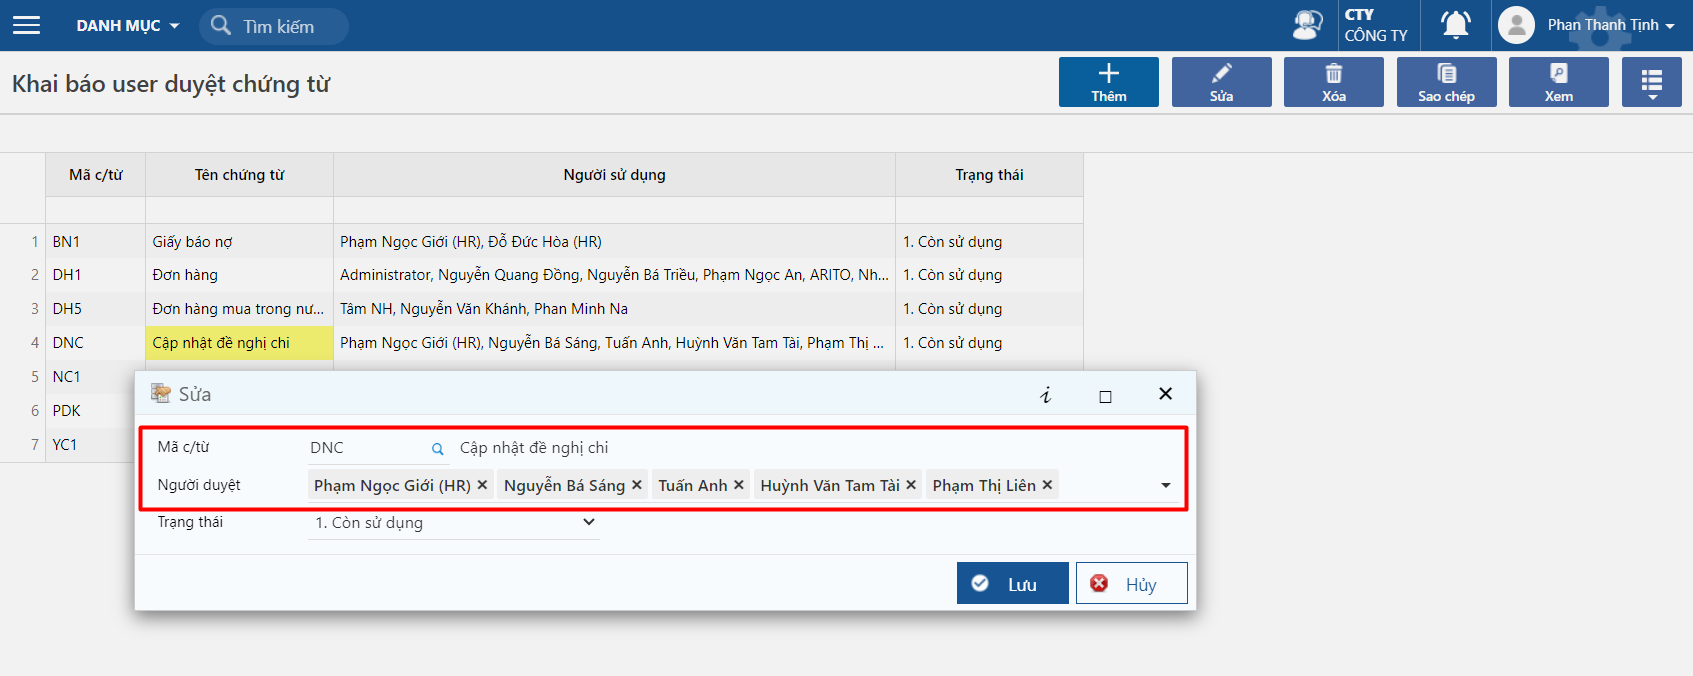 DANH MỤC
Tìm kiếm
CTY
CÔNG TY
Phan Thanh Tịnh
Khai báo user duyệt chứng từ
Thêm
Sửa
Xóa
Sao chép
Xem
Mã c/từ Tên chứng từ Người sử dụng Trạng thái
1 BN1 Giấy báo nợ Phạm Ngọc Giới (HR), Đỗ Đức Hòa (HR) 1. Còn sử dụng
2 DH1 Đơn hàng Administrator, Nguyễn Quang Đồng, Nguyễn Bá Triều, Phạm Ngọc An, ARITO, Nh... 1. Còn sử dụng
3 DH5 Đơn hàng mua trong nư... Tâm NH, Nguyễn Văn Khánh, Phan Minh Na 1. Còn sử dụng
4 DNC Cập nhật đề nghị chi Phạm Ngọc Giới (HR), Nguyễn Bá Sáng, Tuấn Anh, Huỳnh Văn Tam Tài, Phạm Thị ... 1. Còn sử dụng
5 NC1
6 PDK
7 YC1
Sửa
Mã c/từ DNC Cập nhật đề nghị chi
Người duyệt Phạm Ngọc Giới (HR) Nguyễn Bá Sáng Tuấn Anh Huỳnh Văn Tam Tài Phạm Thị Liên
Trạng thái 1. Còn sử dụng
Lưu
Hủy